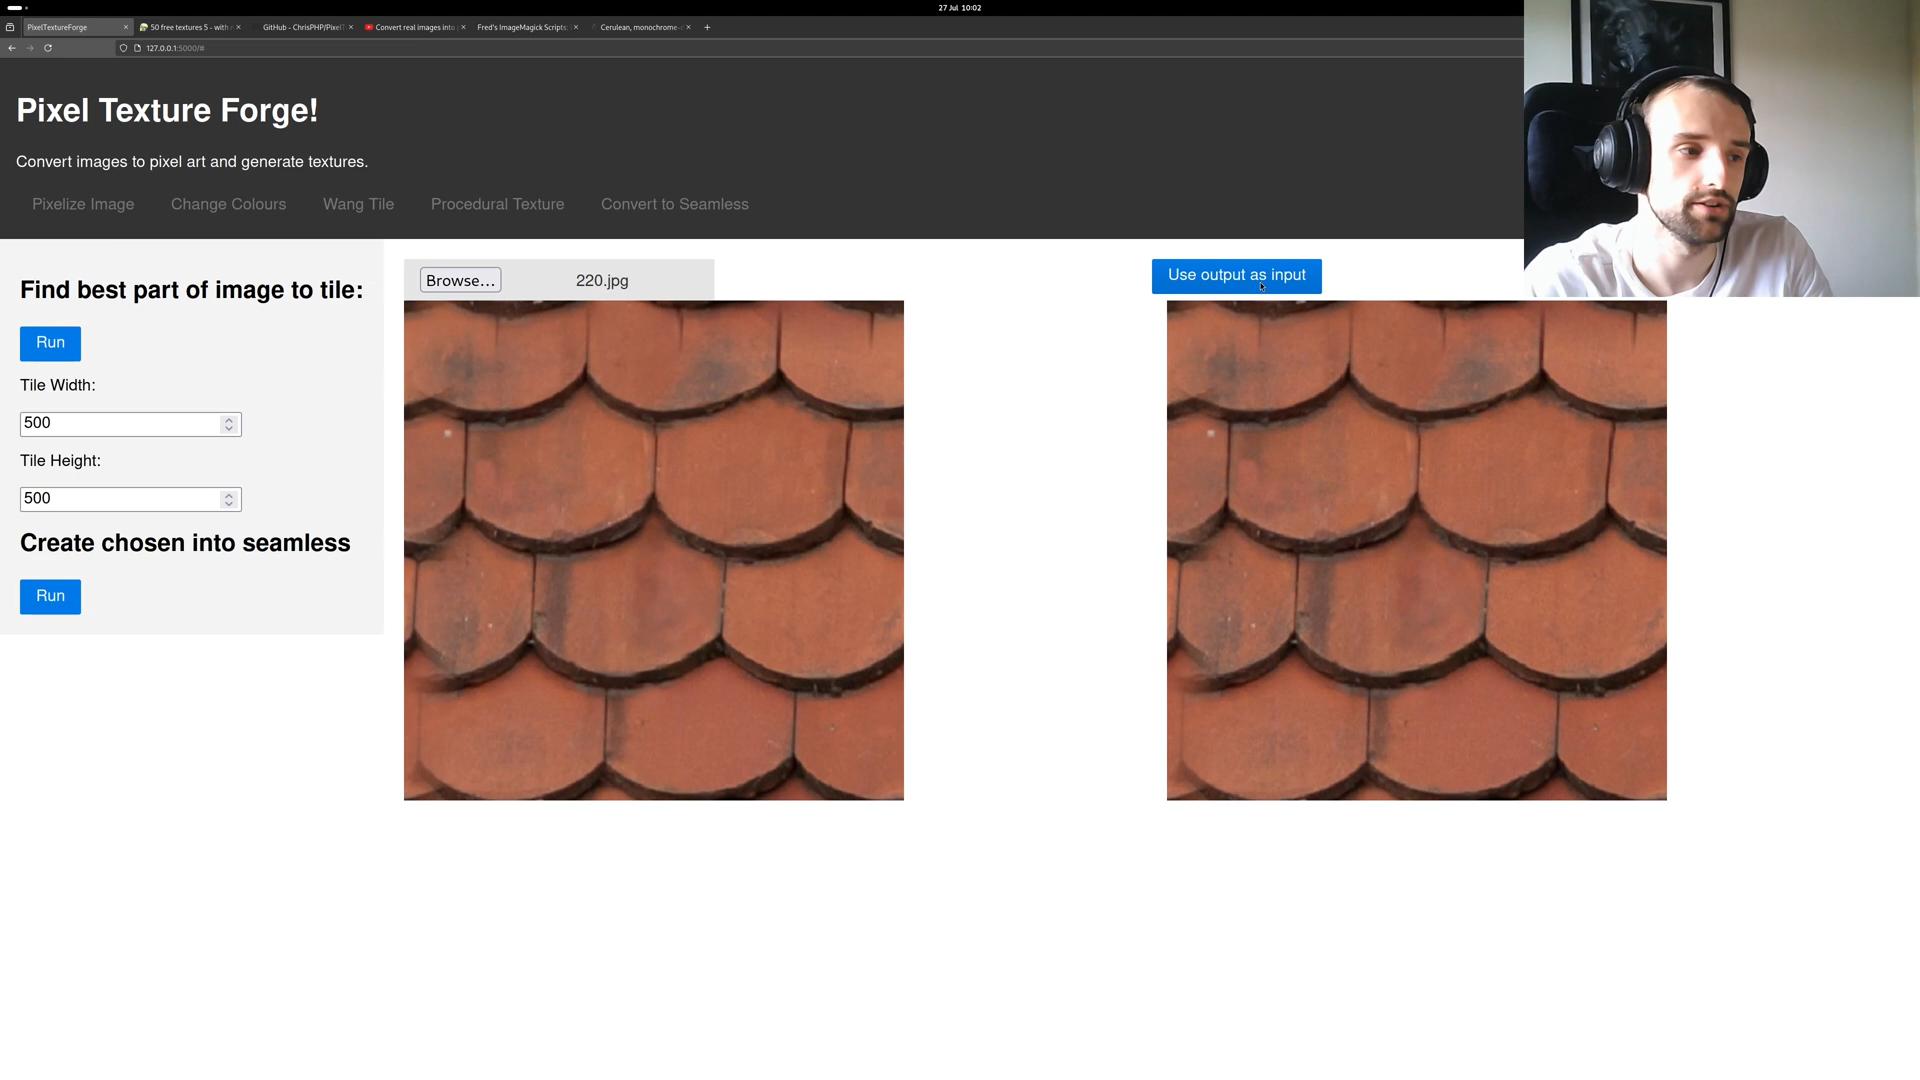 27 Jul 10:02
PixelTextureForge
50 free textures 5 - with
GitHub - ChrisPHP/PixelT
Convert real images into
Fred's ImageMagick Scripts:
Cerulean, monochrome-
127.0.0.1:5000/#
Pixel Texture Forge!
Convert images to pixel art and generate textures.
Pixelize Image Change Colours Wang Tile Procedural Texture Convert to Seamless
Find best part of image to tile:
Run
Tile Width:
500
Tile Height:
500
Create chosen into seamless
Run
Browse... 220.jpg
Use output as input